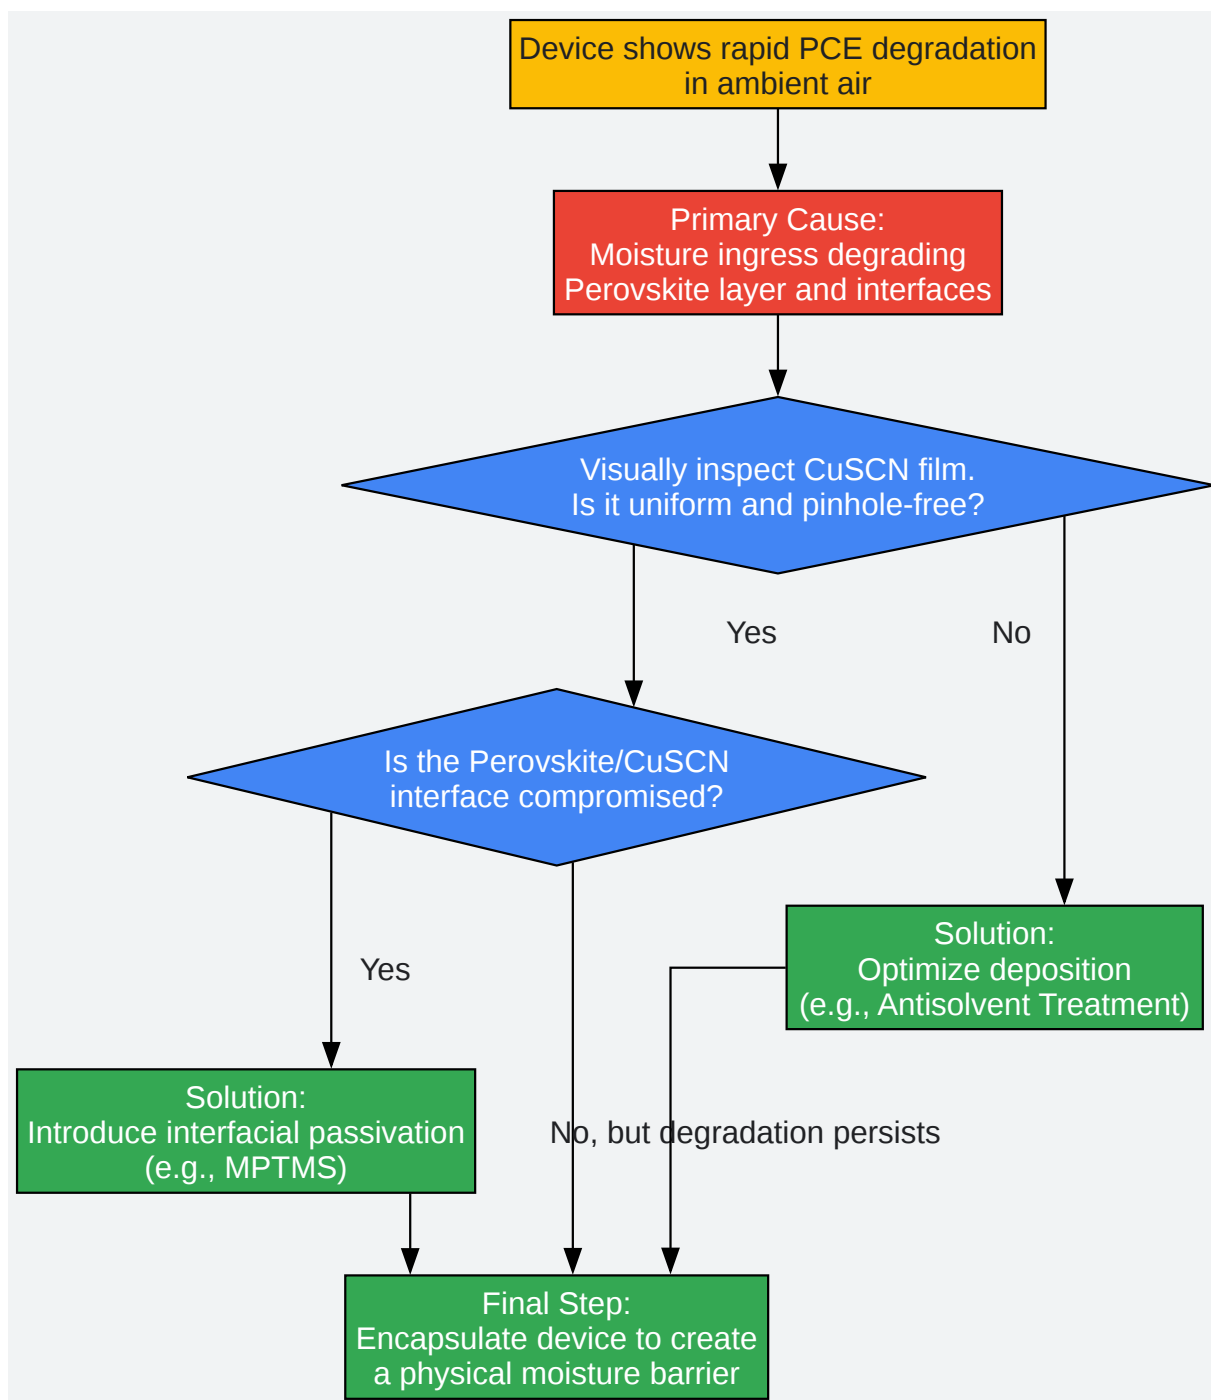 Device shows rapid PCE degradation
in ambient air
Primary Cause:
Moisture ingress degrading
Perovskite layer and interfaces
Visually inspect CuSCN film.
Is it uniform and pinhole-free?
Yes
No
Is the Perovskite/CuSCN
interface compromised?
Solution:
Optimize deposition
(e.g., Antisolvent Treatment)
Yes
Solution:
Introduce interfacial passivation
(e.g., MPTMS)
No, but degradation persists
Final Step:
Encapsulate device to create
a physical moisture barrier